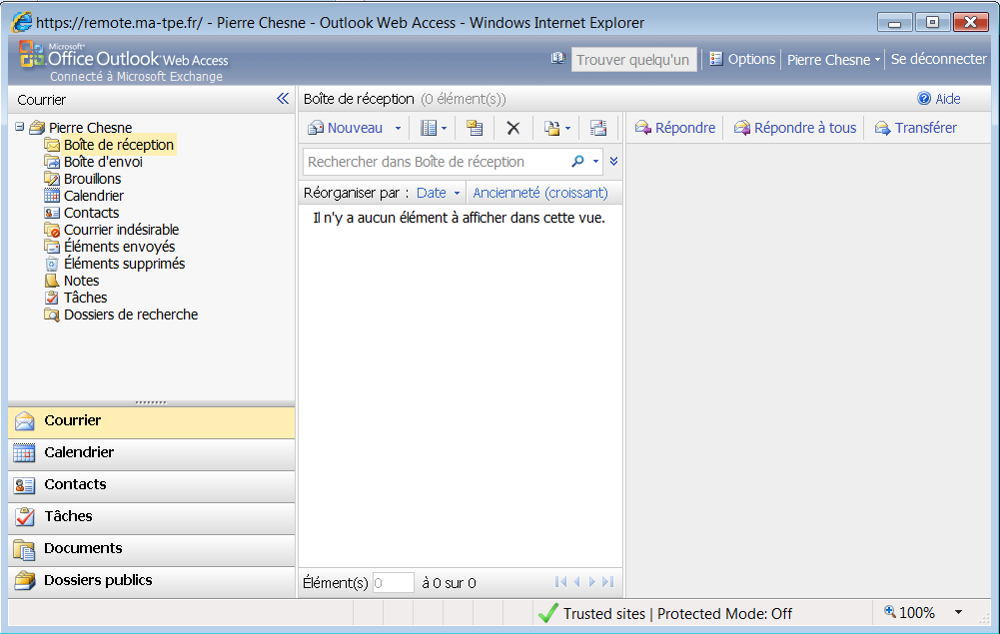 https://remote.ma-tpe.fr/ - Pierre Chesne - Outlook Web Access - Windows Internet Explorer
Microsoft®
Office Outlook Web Access
Connecté à Microsoft Exchange
Trouver quelqu'un
Options
Pierre Chesne
Se déconnecter
Courrier
Pierre Chesne
Boîte de réception
Boîte d'envoi
Brouillons
Calendrier
Contacts
Courrier indésirable
Éléments envoyés
Éléments supprimés
Notes
Tâches
Dossiers de recherche
Courrier
Calendrier
Contacts
Tâches
Documents
Dossiers publics
Boîte de réception (0 élément(s))
Aide
Nouveau
Rechercher dans Boîte de réception
Réorganiser par : Date Ancienneté (croissant)
Il n'y a aucun élément à afficher dans cette vue.
Élément(s) 0 à 0 sur 0
Répondre Répondre à tous Transférer
Trusted sites | Protected Mode: Off
100%